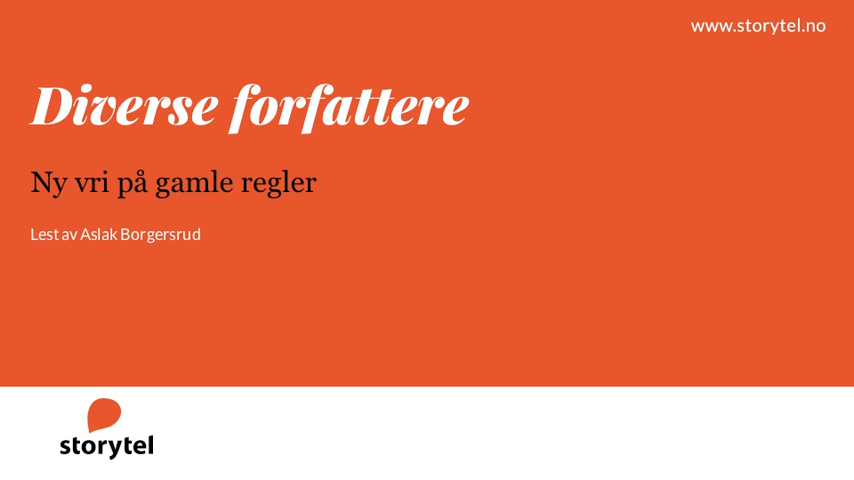 www.storytel.no
Diverse forfattere
Ny vri på gamle regler
Lest av Aslak Borgersrud
storytel